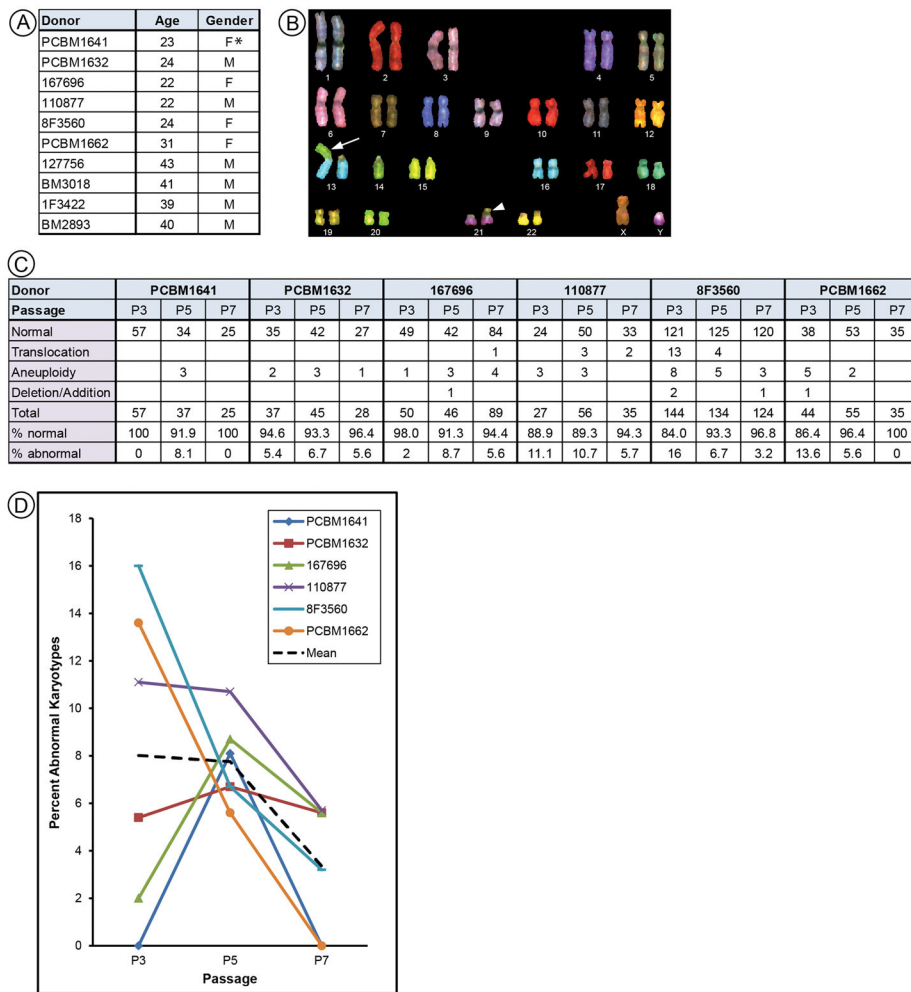 A
Donor Age Gender
PCBM1641 23 F*
PCBM1632 24 M
167696 22 F
110877 22 M
8F3560 24 F
PCBM1662 31 F
127756 43 M
BM3018 41 M
1F3422 39 M
BM2893 40 M
B
1 2 3 4 5
6 7 8 9 10 11 12
13 14 15 16 17 18
19 20 21 22 X Y
C
Donor PCBM1641 PCBM1632 167696 110877 8F3560 PCBM1662
Passage P3 P5 P7 P3 P5 P7 P3 P5 P7 P3 P5 P7 P3 P5 P7 P3 P5 P7
Normal 57 34 25 35 42 27 49 42 84 24 50 33 121 125 120 38 53 35
Translocation 1 3 2 13 4
Aneuploidy 3 2 3 1 1 3 4 3 3 8 5 3 5 2
Deletion/Addition 1 2 1 1
Total 57 37 25 37 45 28 50 46 89 27 56 35 144 134 124 44 55 35
% normal 100 91.9 100 94.6 93.3 96.4 98.0 91.3 94.4 88.9 89.3 94.3 84.0 93.3 96.8 86.4 96.4 100
% abnormal 0 8.1 0 5.4 6.7 5.6 2 8.7 5.6 11.1 10.7 5.7 16 6.7 3.2 13.6 5.6 0
D
Percent Abnormal Karyotypes
18
16
14
12
10
8
6
4
2
0
PCBM1641
PCBM1632
167696
110877
8F3560
PCBM1662
Mean
P3 P5 P7
Passage